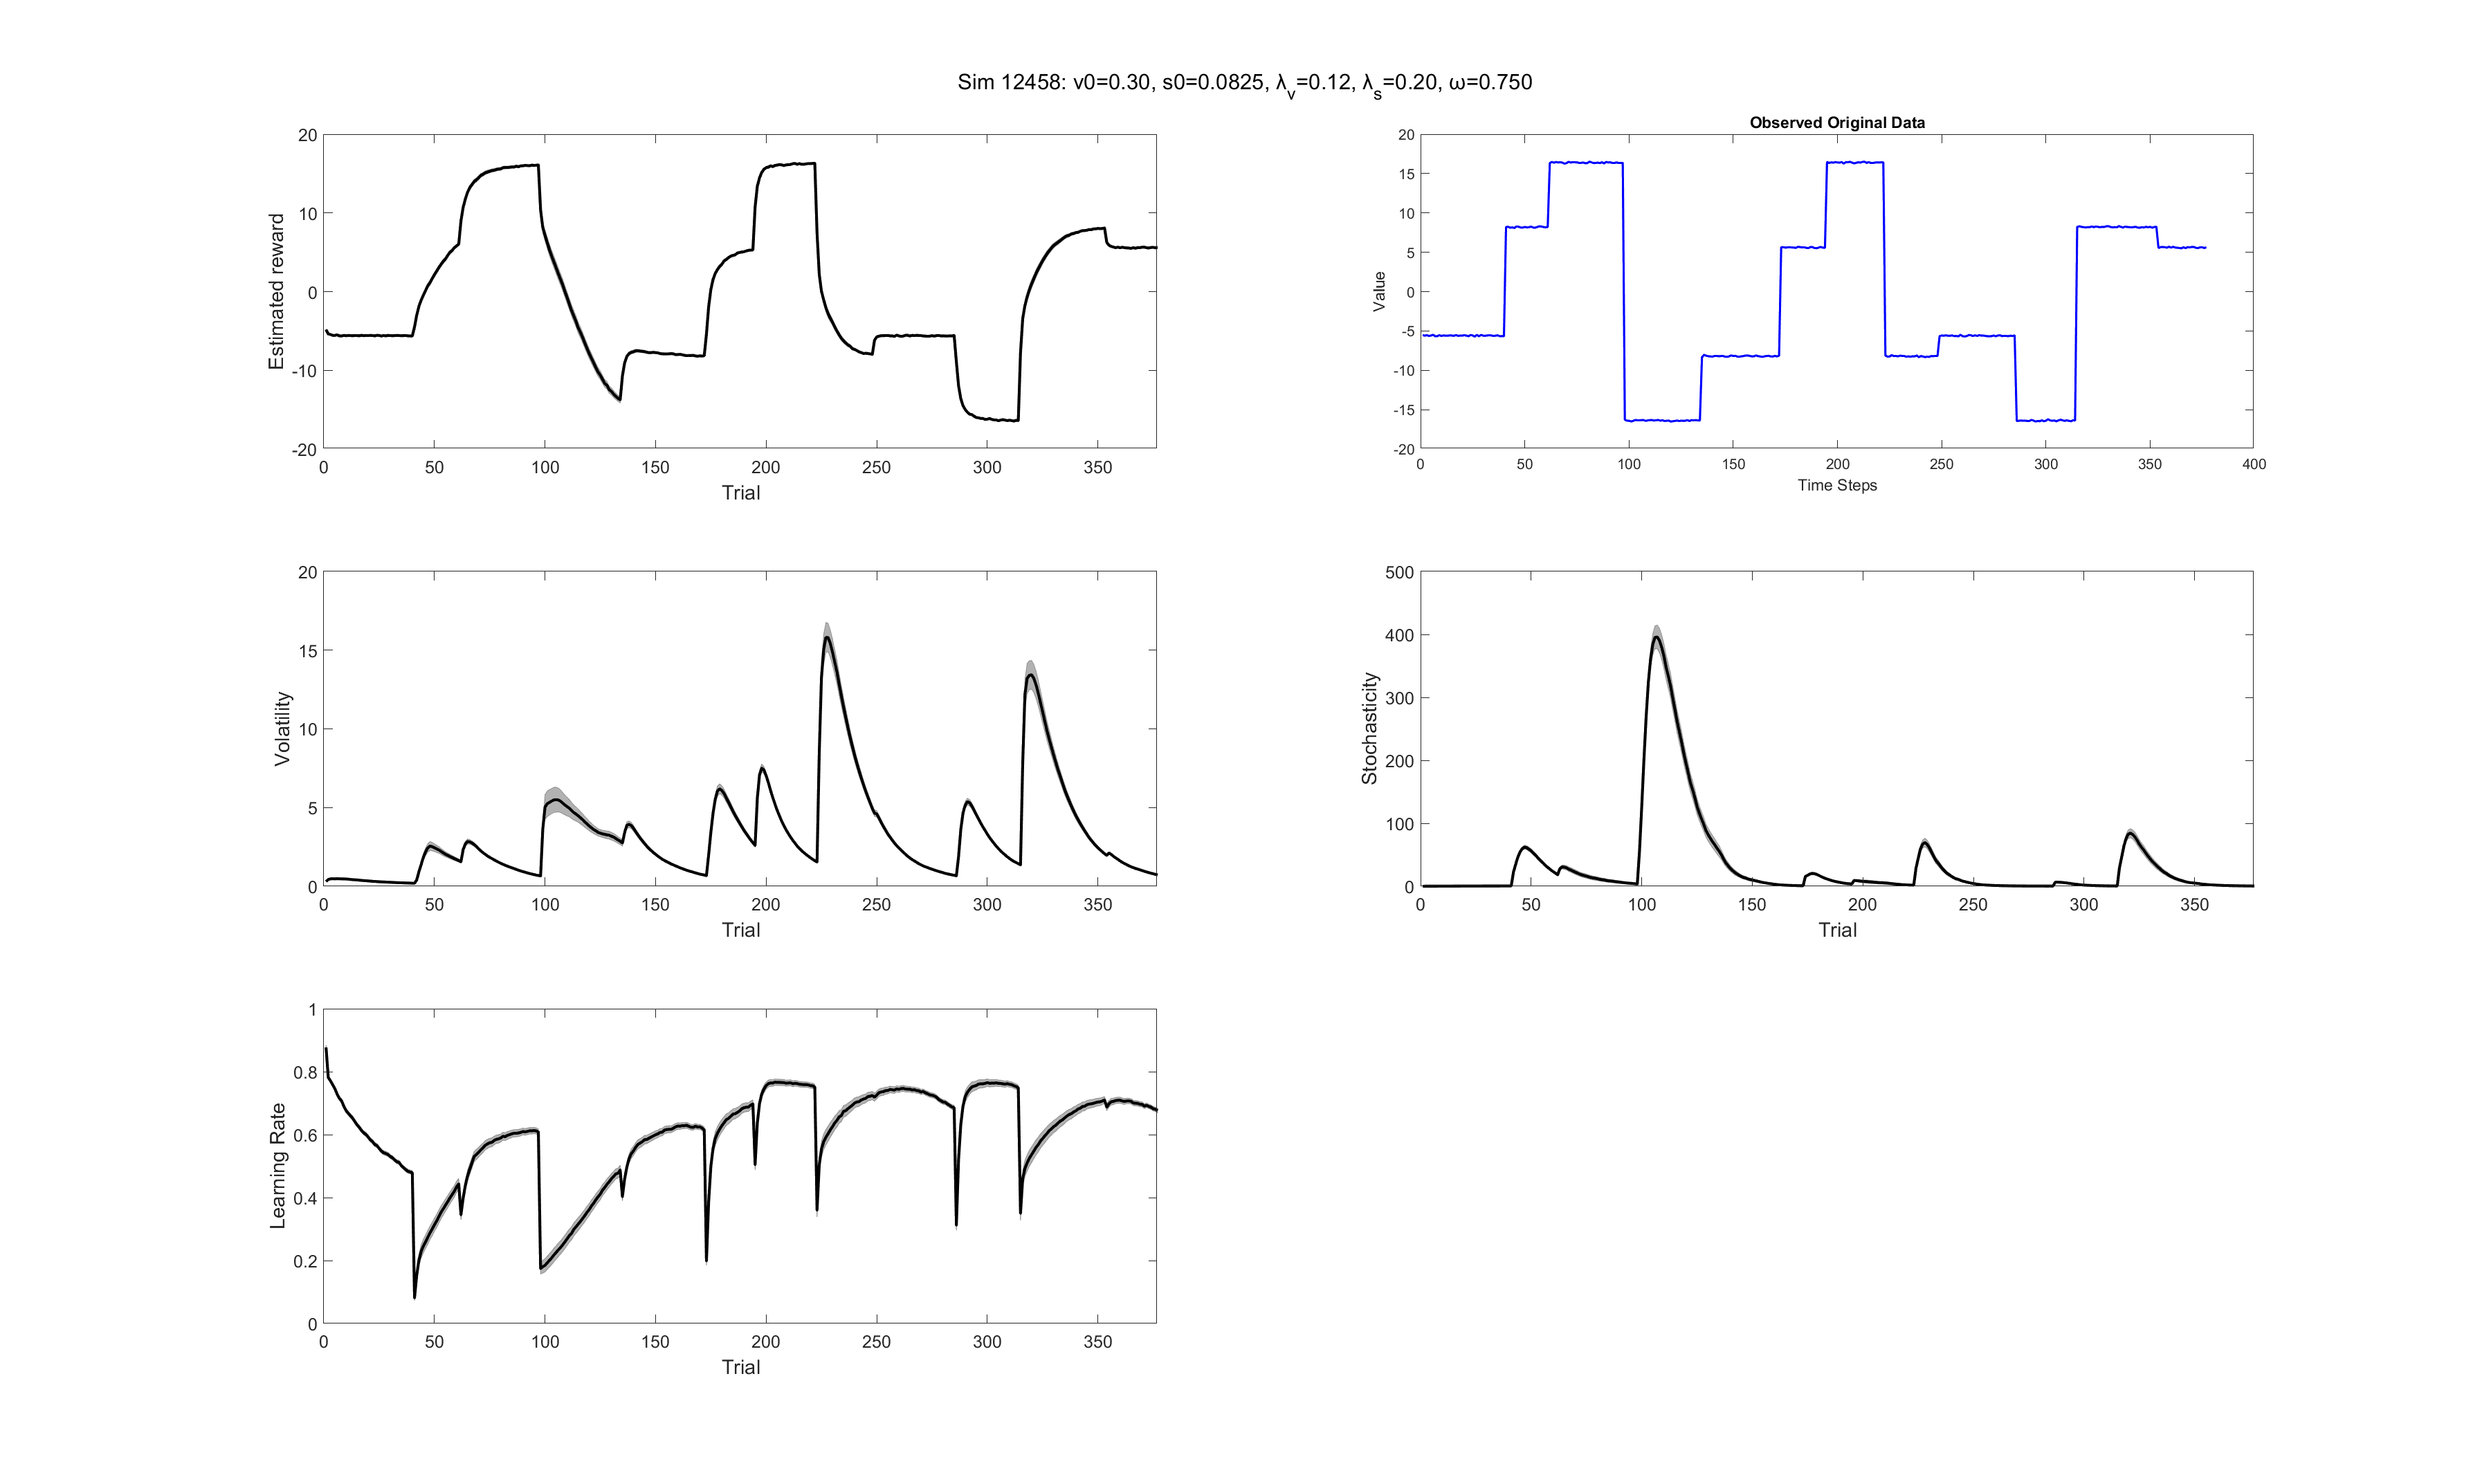 Sim 12458: v0=0.30, s0=0.0825, λv=0.12, λs=0.20, ω=0.750
Estimated reward
20
10
0
-10
-20
0 50 100 150 200 250 300 350
Trial
Observed Original Data
Value
20
15
10
5
0
-5
-10
-15
-20
0 50 100 150 200 250 300 350 400
Time Steps
Volatility
20
15
10
5
0
0 50 100 150 200 250 300 350
Trial
Stochasticity
500
400
300
200
100
0
0 50 100 150 200 250 300 350
Trial
Learning Rate
1
0.8
0.6
0.4
0.2
0
0 50 100 150 200 250 300 350
Trial